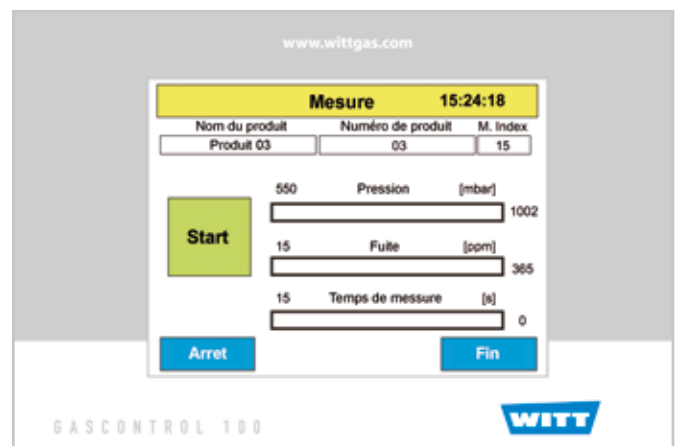 www.wittgas.com
Mesure 15:24:18
Nom du produit Numéro de produit M. Index
Produit 03 03 15
550 Pression [mbar]
1002
Start
15 Fuite [ppm]
365
15 Temps de messure [s]
0
Arret Fin
GASCONTROL 100 WITT